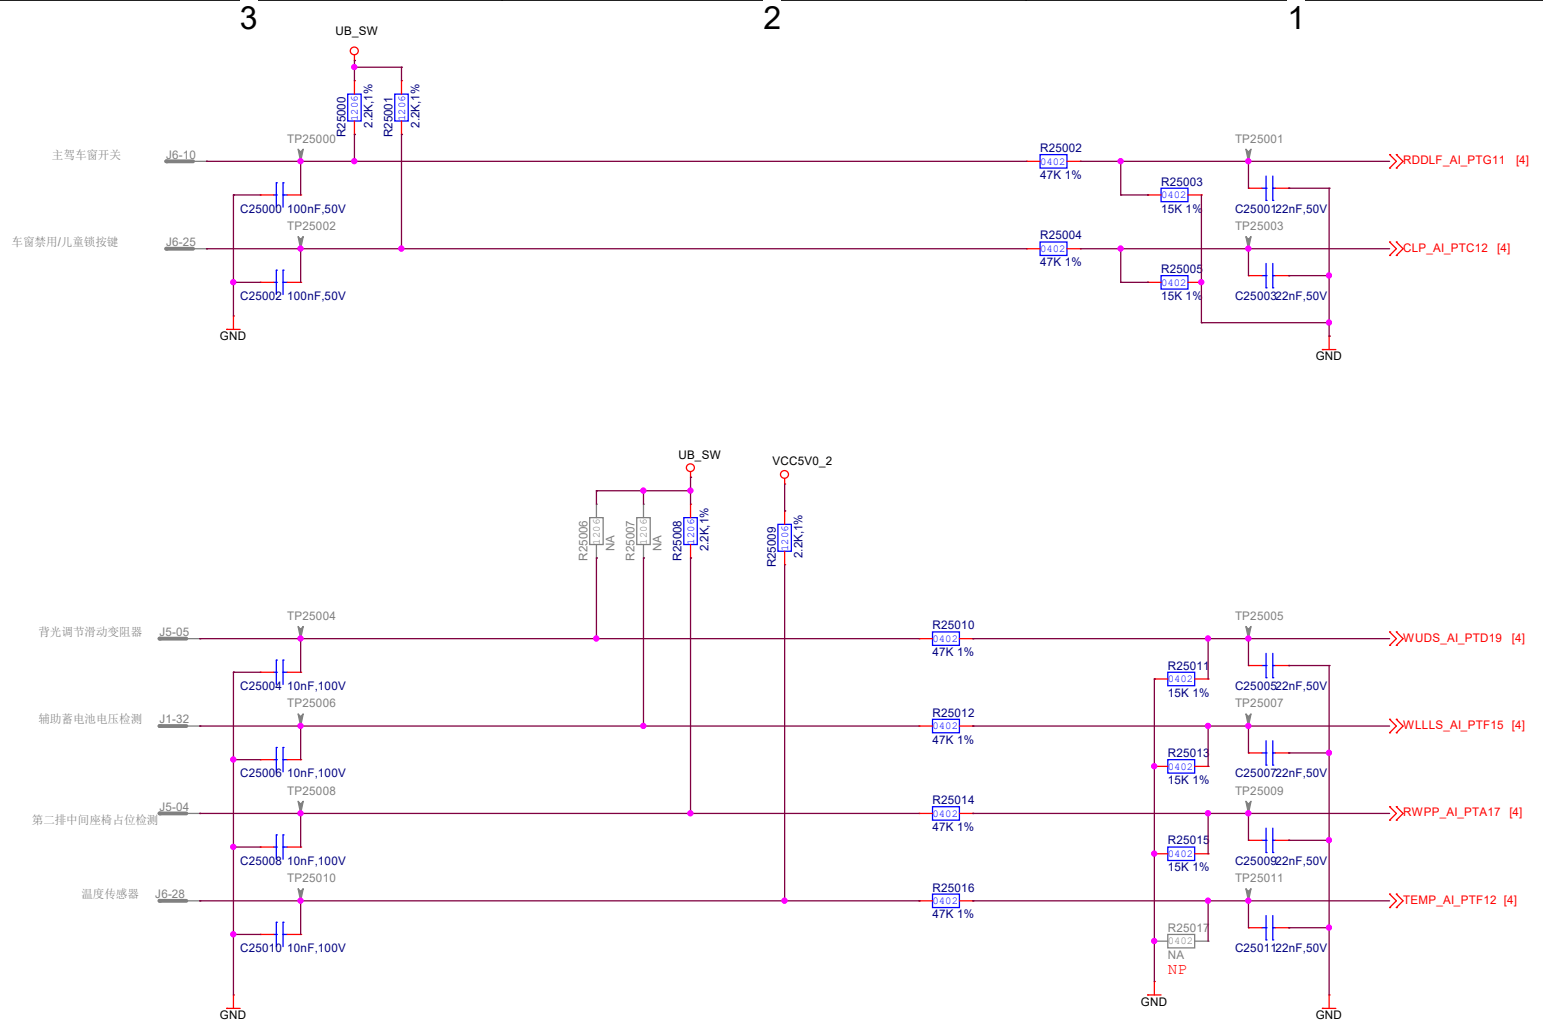 3
2
1
UB_SW
R25000
1206
2.2K,1%
R25001
1206
2.2K,1%
TP25000
主驾车窗开关
J6-10
C25000 100nF,50V
R25002
0402
47K 1%
R25003
0402
15K 1%
TP25001
C25001 22nF,50V
RDDLF_AI_PTG11 [4]
TP25002
车窗禁用/儿童锁按键
J6-25
C25002 100nF,50V
R25004
0402
47K 1%
R25005
0402
15K 1%
TP25003
C25003 22nF,50V
CLP_AI_PTC12 [4]
GND
GND
UB_SW
VCC5V0_2
R25006
1206
NA
R25007
1206
NA
R25008
1206
2.2K,1%
R25009
1206
2.2K,1%
TP25004
背光调节滑动变阻器
J5-05
C25004 10nF,100V
R25010
0402
47K 1%
R25011
0402
15K 1%
TP25005
C25005 22nF,50V
WUDS_AI_PTD19 [4]
TP25006
辅助蓄电池电压检测
J1-32
C25006 10nF,100V
R25012
0402
47K 1%
R25013
0402
15K 1%
TP25007
C25007 22nF,50V
WLLLS_AI_PTF15 [4]
TP25008
第二排中间座椅占位检测
J5-04
C25008 10nF,100V
R25014
0402
47K 1%
R25015
0402
15K 1%
TP25009
C25009 22nF,50V
RWPP_AI_PTA17 [4]
TP25010
温度传感器
J6-28
C25010 10nF,100V
R25016
0402
47K 1%
R25017
0402
NA
NP
TP25011
C25011 22nF,50V
TEMP_AI_PTF12 [4]
GND
GND
GND